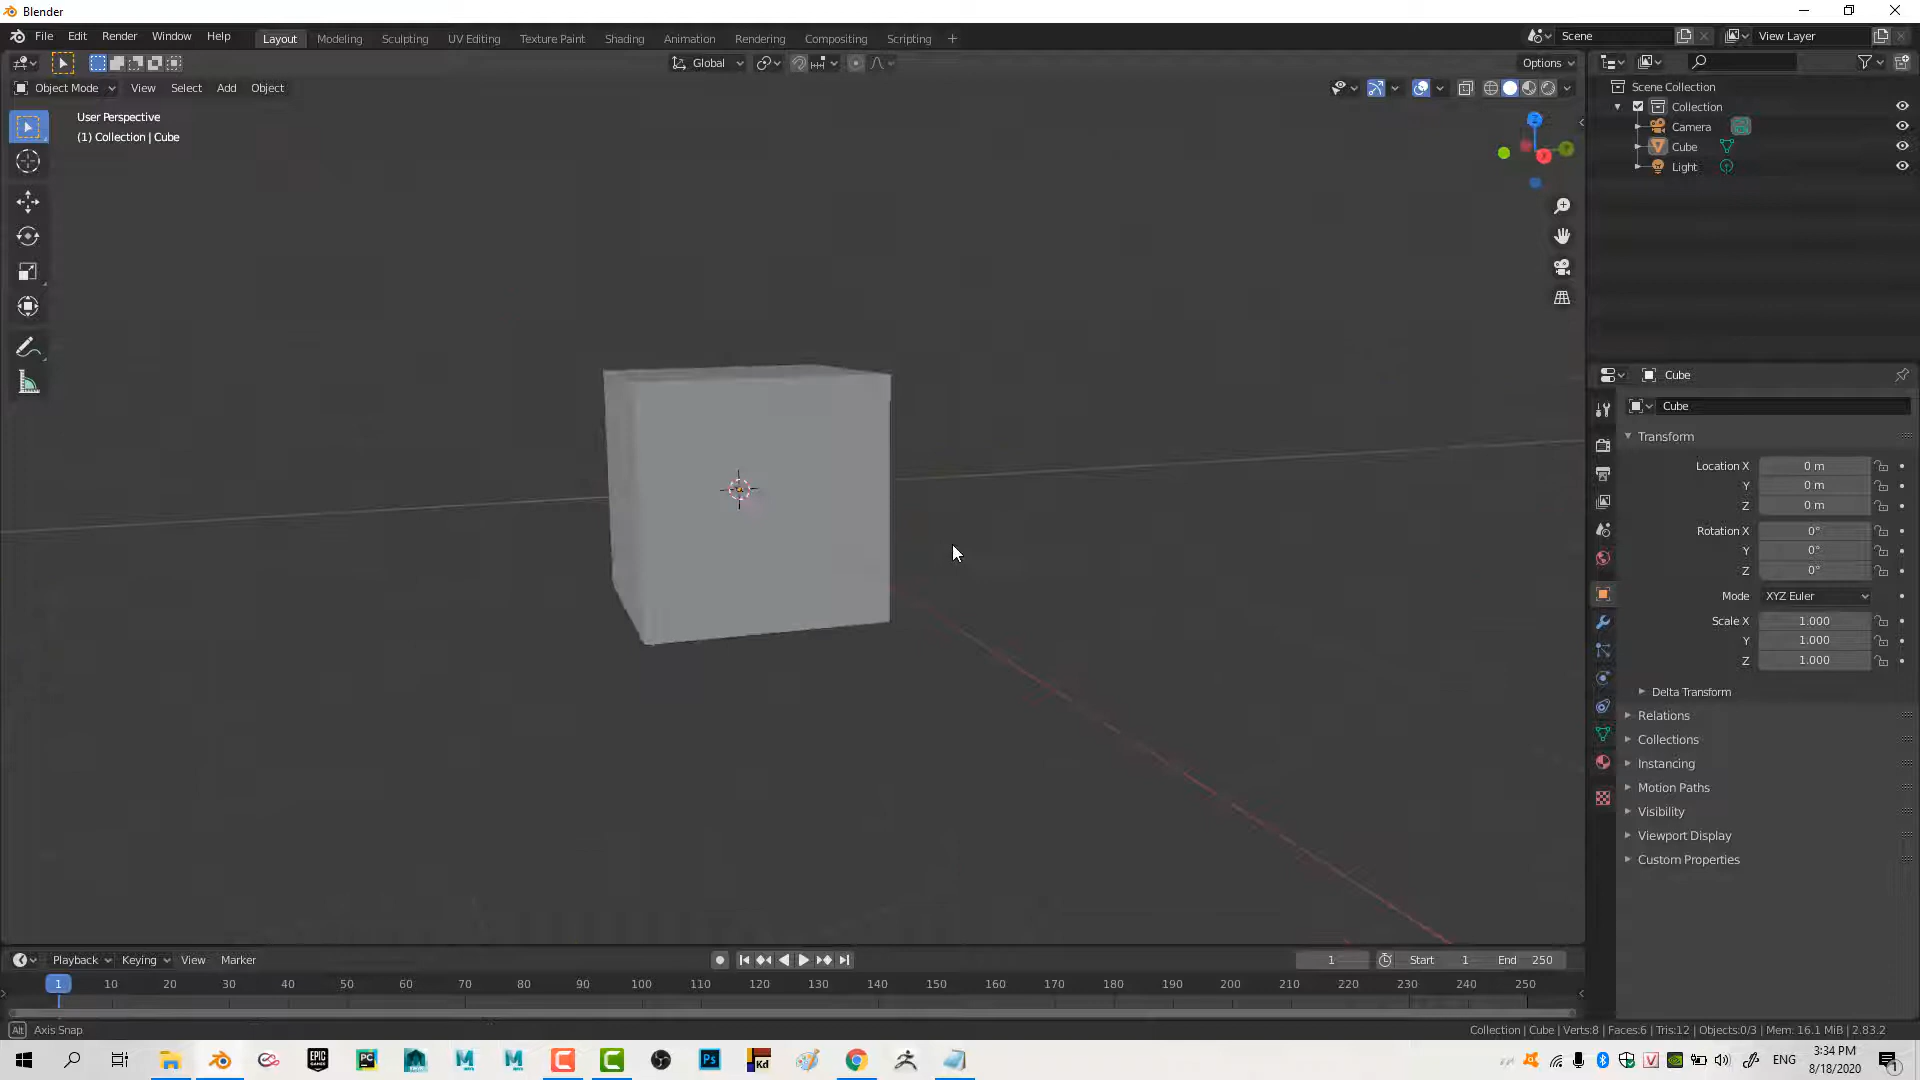 Blender
File Edit Render Window Help Layout Modeling Sculpting UV Editing Texture Paint Shading Animation Rendering Compositing Scripting + Scene View Layer
Global Options
Object Mode View Select Add Object
User Perspective
(1) Collection | Cube
Z
Scene Collection
Collection
Camera
Cube
Light
Cube
Cube
Transform
Location X 0 m
Y 0 m
Z 0 m
Rotation X 0°
Y 0°
Z 0°
Mode XYZ Euler
Scale X 1.000
Y 1.000
Z 1.000
Delta Transform
Relations
Collections
Instancing
Motion Paths
Visibility
Viewport Display
Custom Properties
Playback Keying View Marker 1 Start 1 End 250
1 10 20 30 40 50 60 70 80 90 100 110 120 130 140 150 160 170 180 190 200 210 220 230 240 250
Alt Axis Snap Collection | Cube | Verts:8 | Faces:6 | Tris:12 | Objects:0/3 | Mem: 16.1 MiB | 2.83.2
EPIC GAMES PC M M C C Ps Kd ENG 3:34 PM
8/18/2020